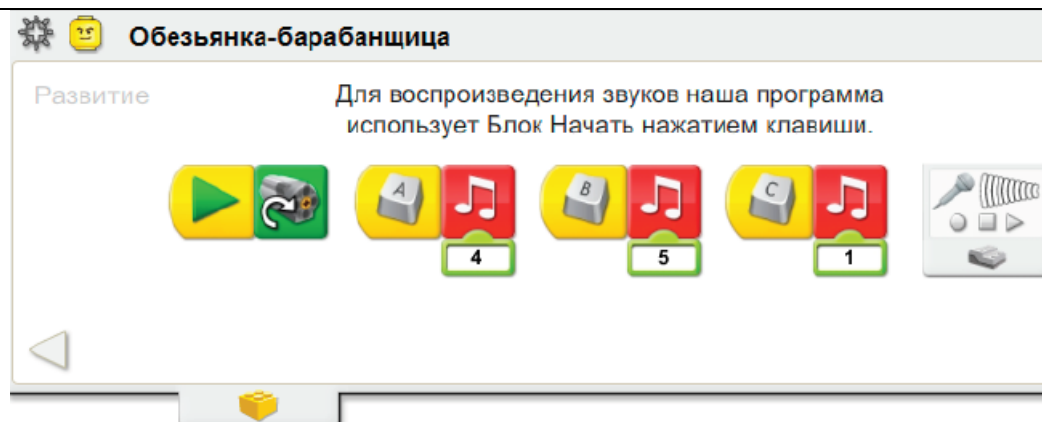 Обезьянка-барабанщица
Развитие
Для воспроизведения звуков наша программа
использует Блок Начать нажатием клавиши.
A
B
C
4
5
1